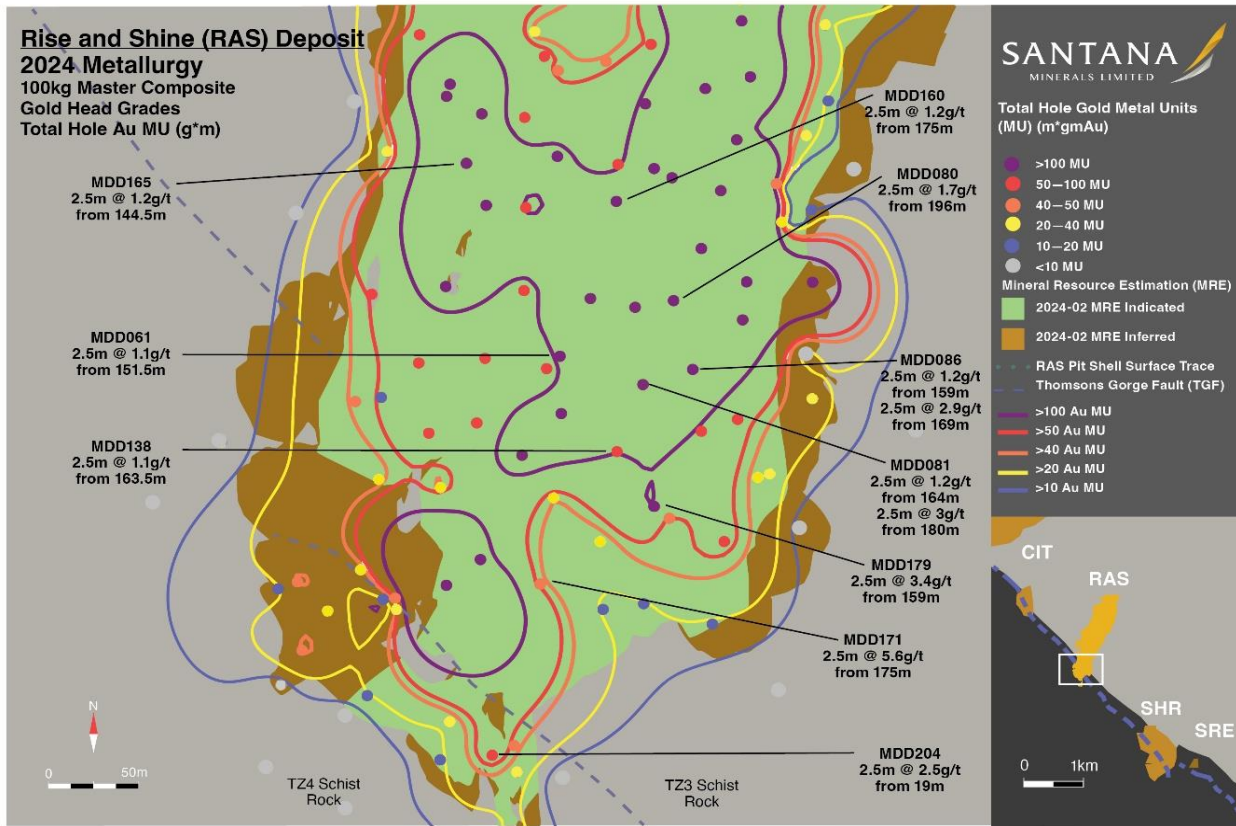 Rise and Shine (RAS) Deposit
2024 Metallurgy
100kg Master Composite
Gold Head Grades
Total Hole Au MU (g*m)
MDD165
2.5m @ 1.2g/t
from 144.5m
MDD061
2.5m @ 1.1g/t
from 151.5m
MDD138
2.5m @ 1.1g/t
from 163.5m
MDD160
2.5m @ 1.2g/t
from 175m
MDD080
2.5m @ 1.7g/t
from 196m
MDD086
2.5m @ 1.2g/t
from 159m
2.5m @ 2.9g/t
from 169m
MDD081
2.5m @ 1.2g/t
from 164m
2.5m @ 3g/t
from 180m
MDD179
2.5m @ 3.4g/t
from 159m
MDD171
2.5m @ 5.6g/t
from 175m
MDD204
2.5m @ 2.5g/t
from 19m
N
0 50m
TZ4 Schist
Rock
TZ3 Schist
Rock
SANTANA
MINERALS LIMITED
Total Hole Gold Metal Units
(MU) (m*gmAu)
>100 MU
50—100 MU
40—50 MU
20—40 MU
10—20 MU
<10 MU
Mineral Resource Estimation (MRE)
2024-02 MRE Indicated
2024-02 MRE Inferred
RAS Pit Shell Surface Trace
Thomsons Gorge Fault (TGF)
>100 Au MU
>50 Au MU
>40 Au MU
>20 Au MU
>10 Au MU
CIT
RAS
SHR
SRE
0 1km